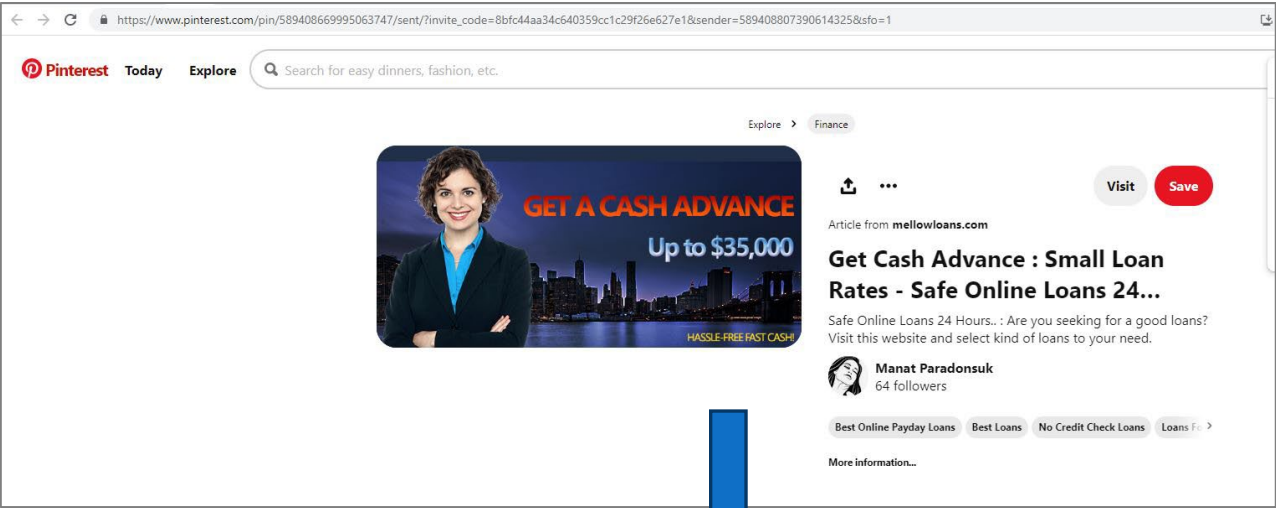 https://www.pinterest.com/pin/589408669995063747/sent/?invite_code=8bfc44aa34c640359cc1c29f26e627e1&sender=589408807390614325&sfo=1
Pinterest Today Explore Search for easy dinners, fashion, etc.
Explore > Finance
GET A CASH ADVANCE
Up to $35,000
HASSLE-FREE FAST CASH!
Visit Save
Article from mellowloans.com
Get Cash Advance : Small Loan
Rates - Safe Online Loans 24...
Safe Online Loans 24 Hours.. : Are you seeking for a good loans?
Visit this website and select kind of loans to your need.
Manat Paradonsuk
64 followers
Best Online Payday Loans Best Loans No Credit Check Loans Loans
More information...